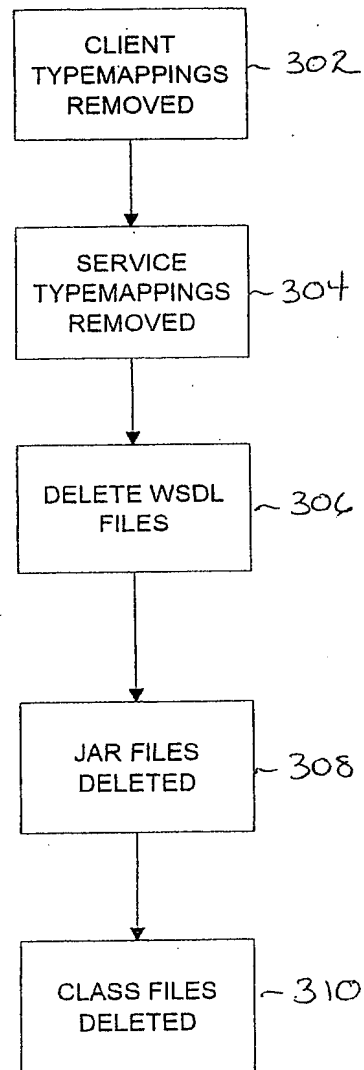 CLIENT
TYPEMAPPINGS
REMOVED
302
SERVICE
TYPEMAPPINGS
REMOVED
304
DELETE WSDL
FILES
306
JAR FILES
DELETED
308
CLASS FILES
DELETED
310